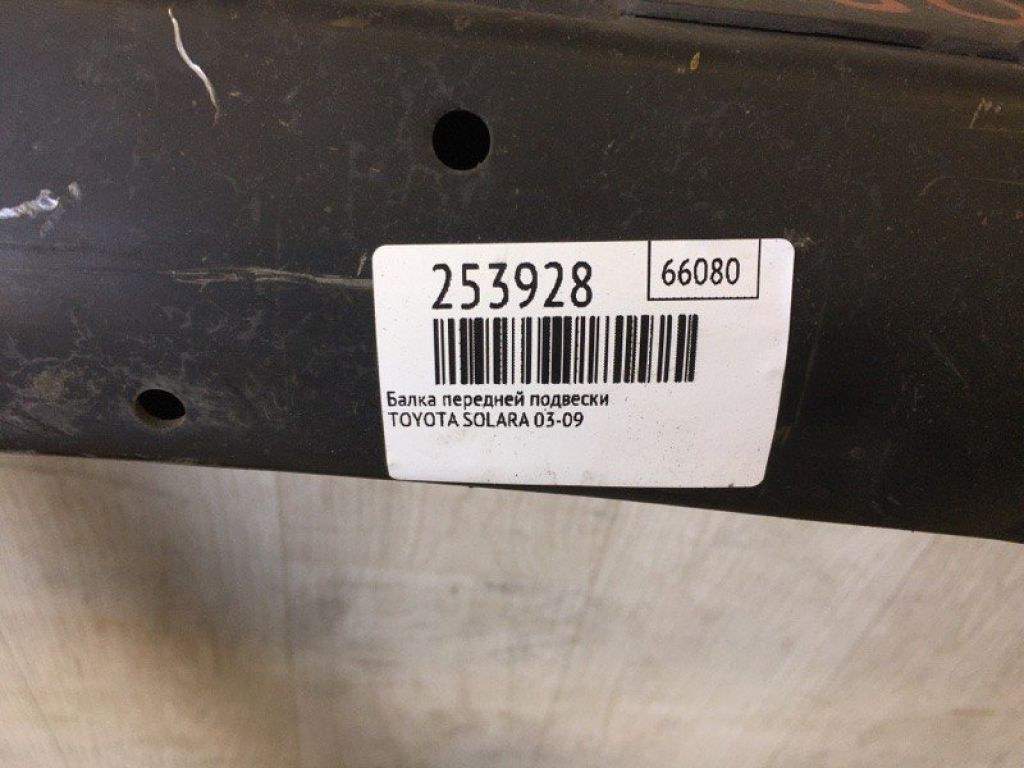 253928
66080
Балка передней подвески
TOYOTA SOLARA 03-09